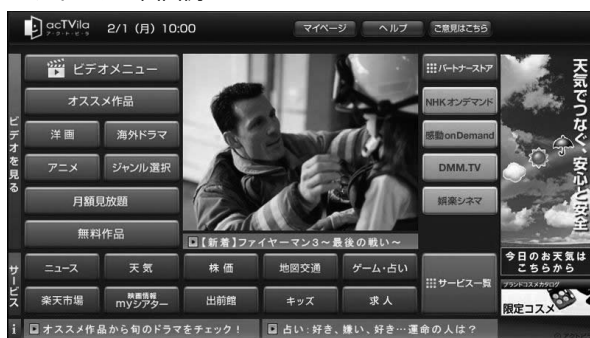 acTVila
ア・ク・ト・ビ・ラ
2/1 (月) 10:00
マイページ
ヘルプ
ご意見はこちら
ビデオを見る
ビデオメニュー
オススメ作品
洋画
海外ドラマ
アニメ
ジャンル選択
月額見放題
無料作品
【新着】ファイヤーマン3～最後の戦い～
パートナーストア
NHKオンデマンド
感動onDemand
DMM.TV
娯楽シネマ
天気でつなぐ、安心と安全
今日のお天気は
こちらから
サービス
ニュース
天気
株価
地図交通
ゲーム・占い
楽天市場
映画情報
myシアター
出前館
キッズ
求人
サービス一覧
ブランドコスメカタログ
限定コスメ
i
オススメ作品から旬のドラマをチェック！
占い：好き、嫌い、好き…運命の人は？